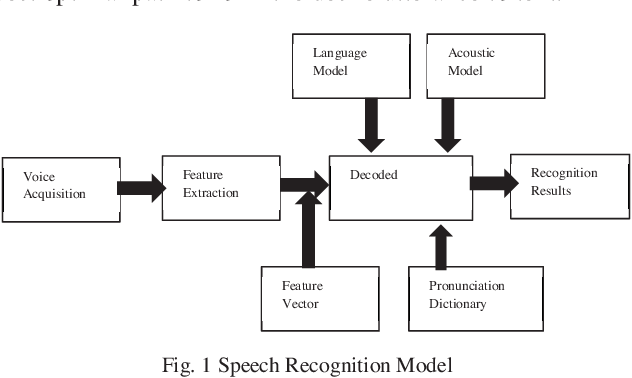 Language
Model
Acoustic
Model
Voice
Acquisition
Feature
Extraction
Decoded
Recognition
Results
Feature
Vector
Pronunciation
Dictionary
Fig. 1 Speech Recognition Model